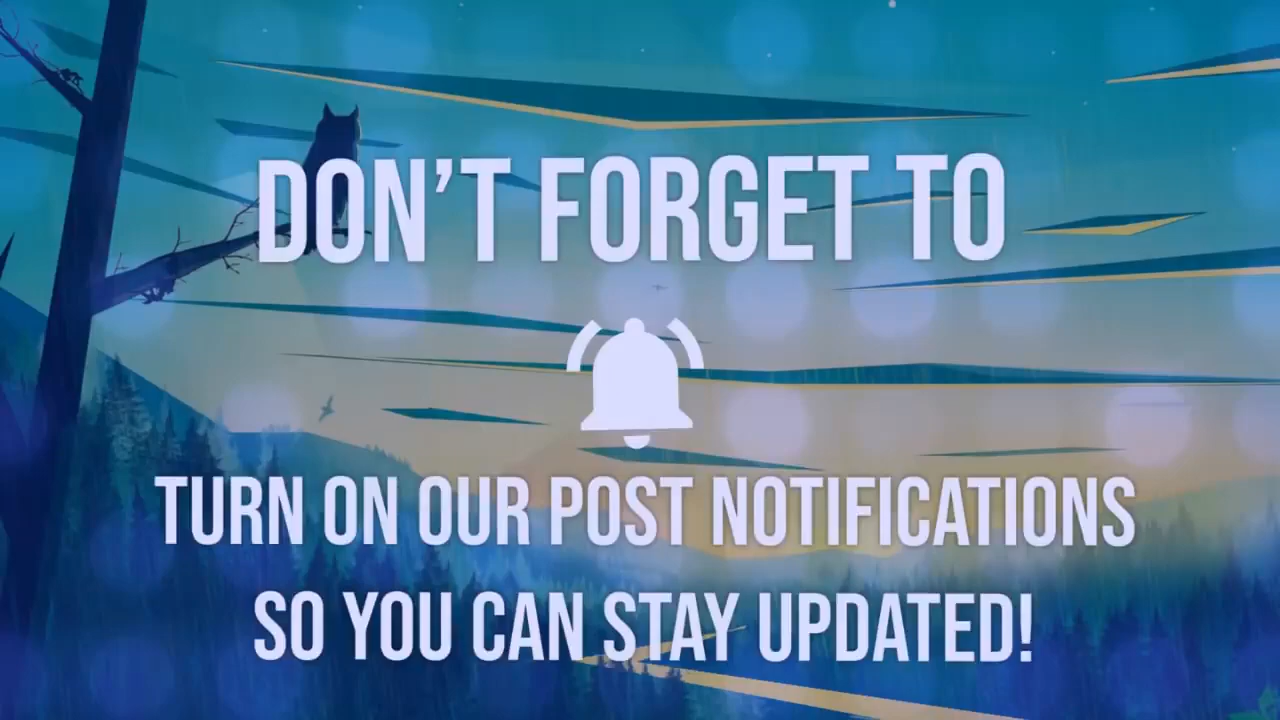 DON'T FORGET TO
TURN ON OUR POST NOTIFICATIONS
SO YOU CAN STAY UPDATED!